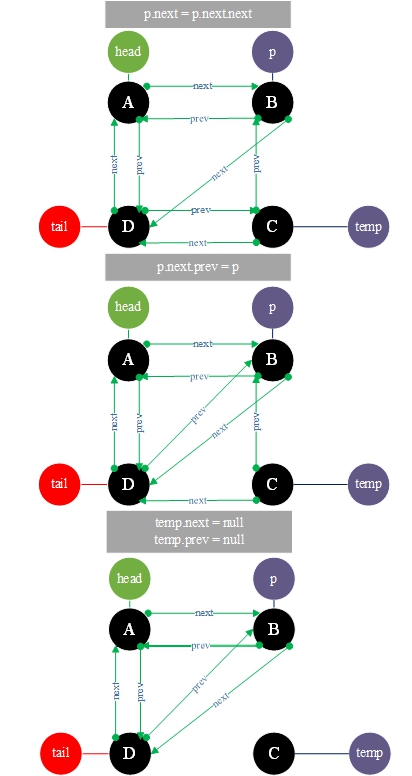 p.next = p.next.next
head
p
A
next
B
prev
next
prev
next
prev
tail
D
prev
C
temp
next
p.next.prev = p
head
p
A
next
B
prev
next
prev
prev
next
prev
tail
D
C
temp
next
temp.next = null
temp.prev = null
head
p
A
next
B
prev
next
prev
prev
next
tail
D
C
temp